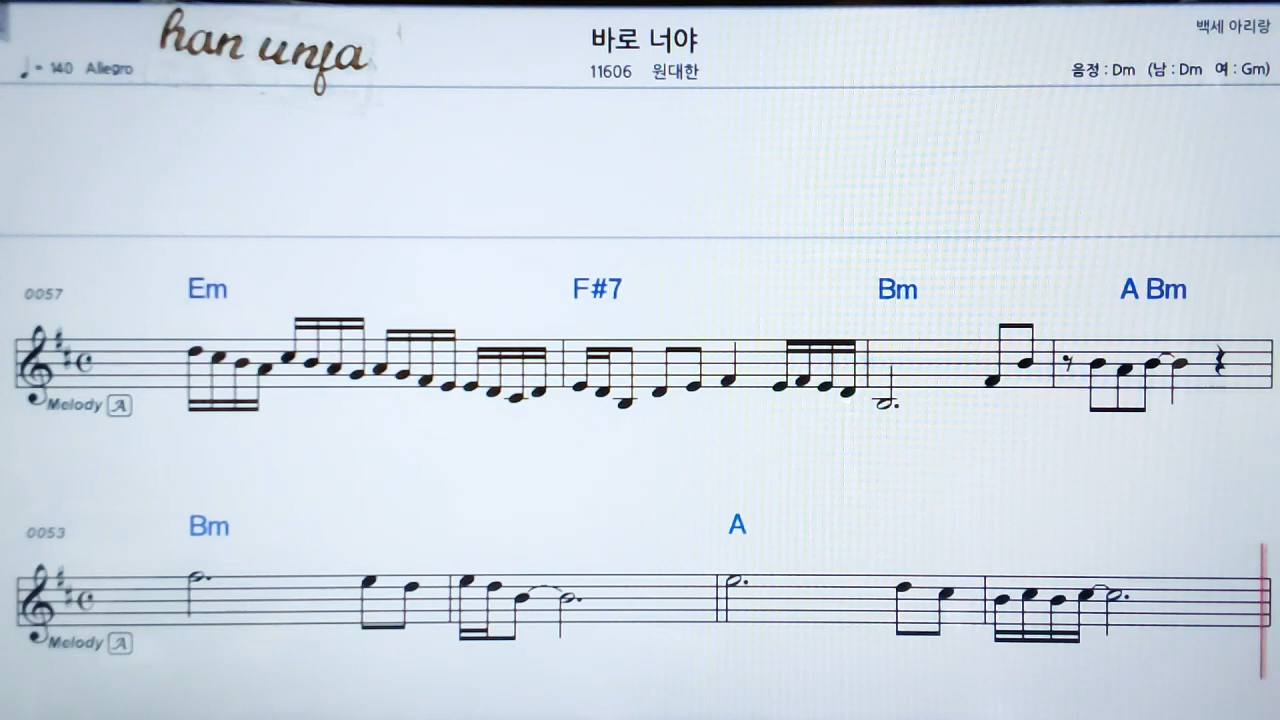 han unfa
바로 너야
백세 아리랑
♩= 140 Allegro
11606 원대한
음정 : Dm (남 : Dm 여 : Gm)
0057 Em F#7 Bm A Bm
Melody A
0053 Bm A
Melody A